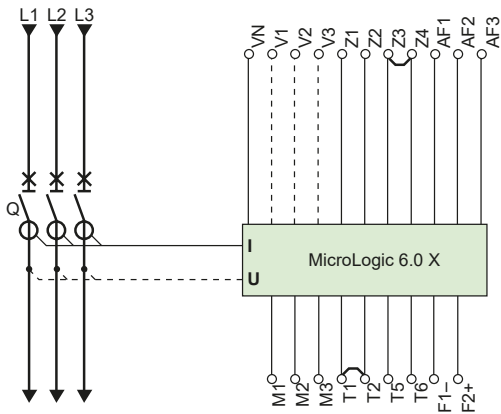 L1 L2 L3
VN V1 V2 V3 Z1 Z2 Z3 Z4 AF1 AF2 AF3
Q
I
MicroLogic 6.0 X
U
M1 M2 M3 T1 T2 T5 T6 F1– F2+